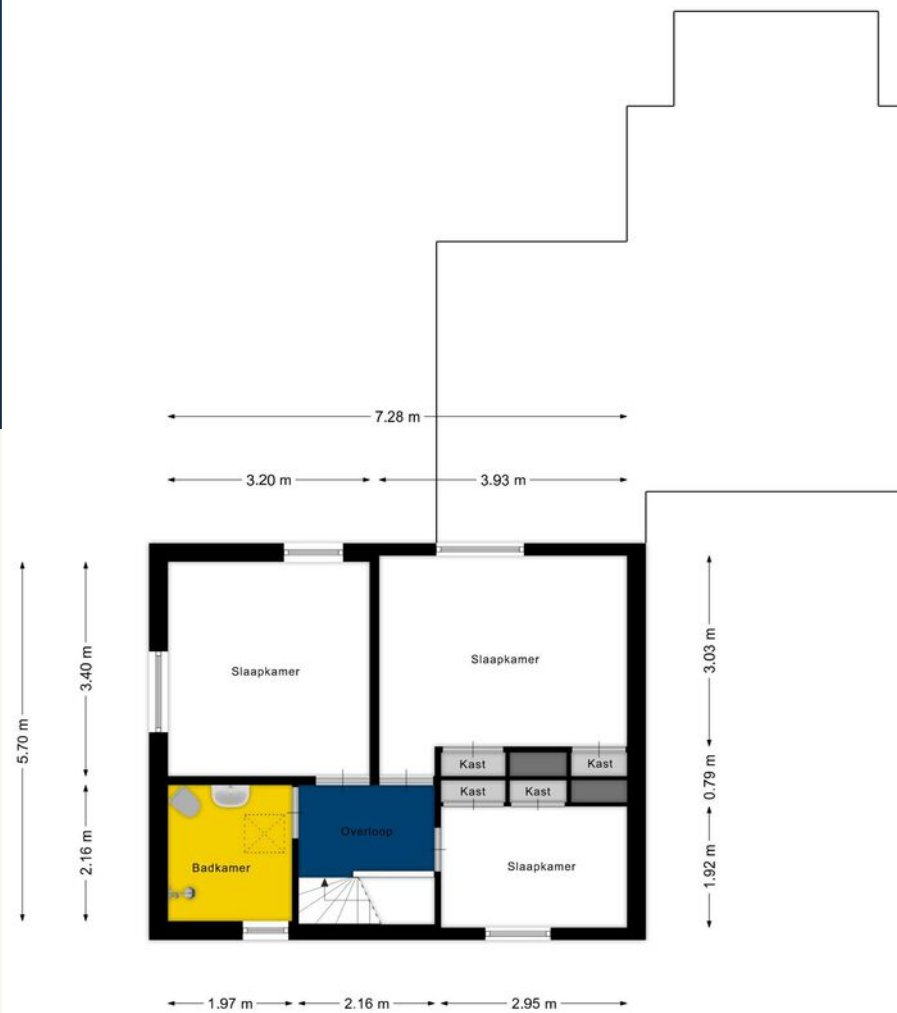 7.28 m
3.20 m
3.93 m
5.70 m
3.40 m
2.16 m
3.03 m
0.79 m
1.92 m
Slaapkamer
Slaapkamer
Kast
Kast
Kast
Kast
Overloop
Badkamer
Slaapkamer
1.97 m
2.16 m
2.95 m